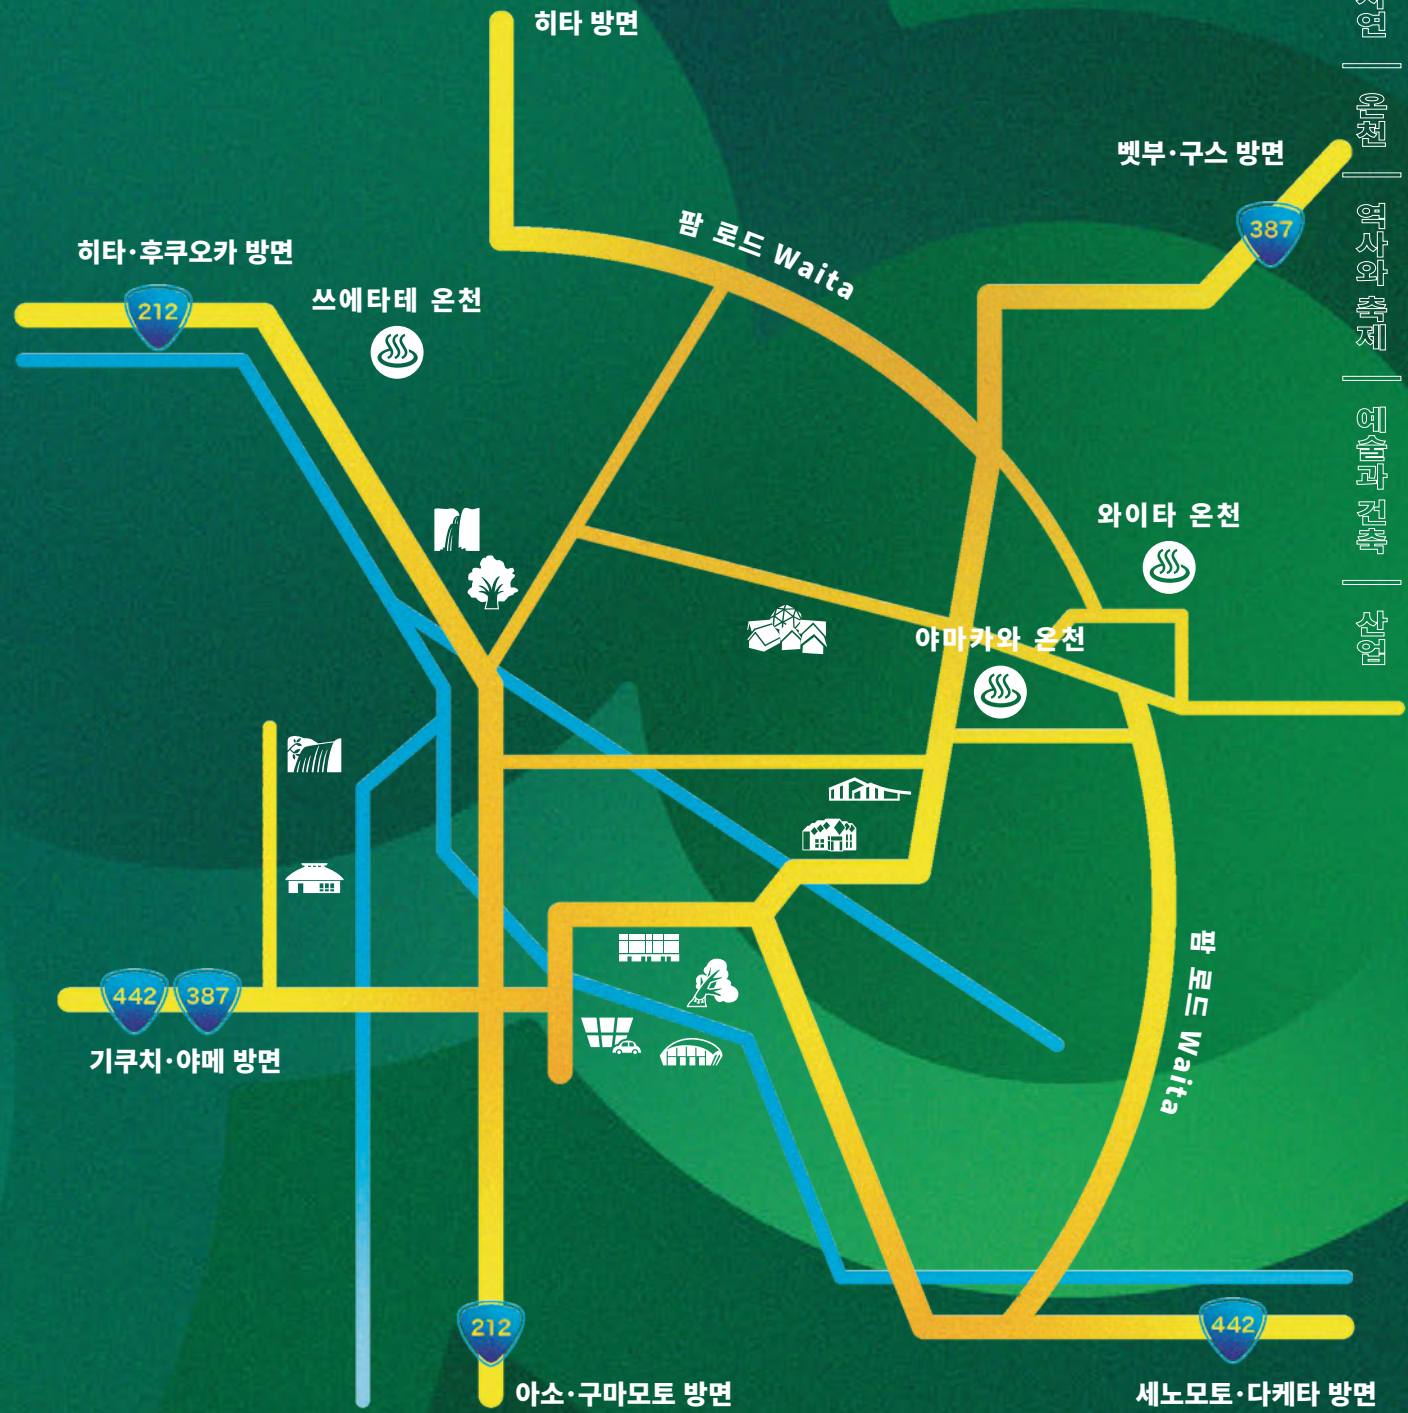 히타 방면
벳부·구스 방면
387
팜 로드 Waita
히타·후쿠오카 방면
212
쓰에타테 온천
와이타 온천
야마카와 온천
팜 로드 Waita
442
387
기쿠치·야메 방면
212
아소·구마모토 방면
442
세노모토·다케타 방면
연
온천
역사와 축제
예술과 건축
산업